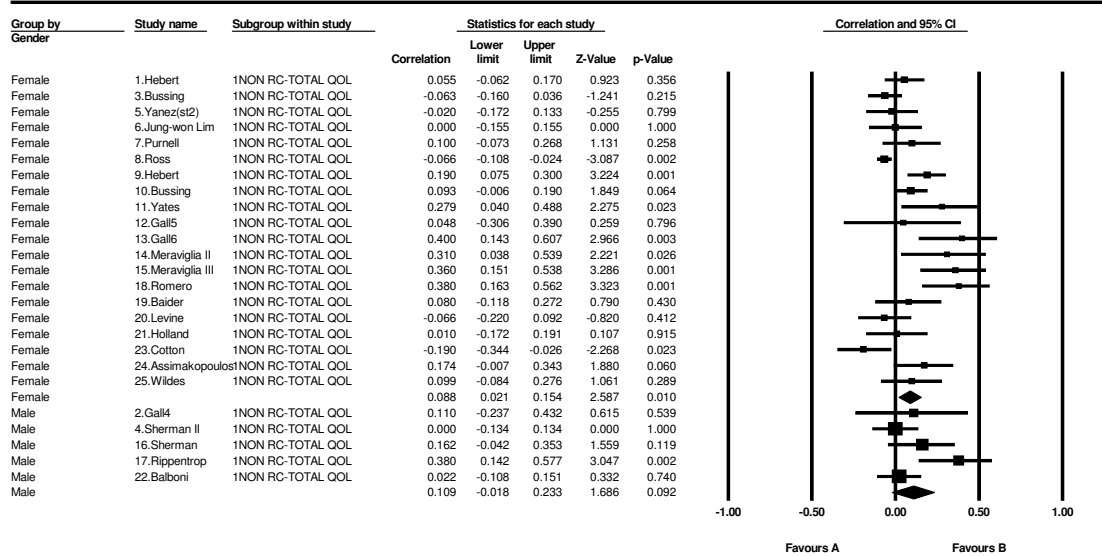 Group by Study name Subgroup within study Statistics for each study Correlation and 95% CI
Gender
Lower Upper
Correlation limit limit Z-Value p-Value
Female 1.Hebert 1NON RC-TOTAL QOL 0.055 -0.062 0.170 0.923 0.356
Female 3.Bussing 1NON RC-TOTAL QOL -0.063 -0.160 0.036 -1.241 0.215
Female 5.Yanez(st2) 1NON RC-TOTAL QOL -0.020 -0.172 0.133 -0.255 0.799
Female 6.Jung-won Lim 1NON RC-TOTAL QOL 0.000 -0.155 0.155 0.000 1.000
Female 7.Purnell 1NON RC-TOTAL QOL 0.100 -0.073 0.268 1.131 0.258
Female 8.Ross 1NON RC-TOTAL QOL -0.066 -0.108 -0.024 -3.087 0.002
Female 9.Hebert 1NON RC-TOTAL QOL 0.190 0.075 0.300 3.224 0.001
Female 10.Bussing 1NON RC-TOTAL QOL 0.093 -0.006 0.190 1.849 0.064
Female 11.Yates 1NON RC-TOTAL QOL 0.279 0.040 0.488 2.275 0.023
Female 12.Gall5 1NON RC-TOTAL QOL 0.048 -0.306 0.390 0.259 0.796
Female 13.Gall6 1NON RC-TOTAL QOL 0.400 0.143 0.607 2.966 0.003
Female 14.Meraviglia II 1NON RC-TOTAL QOL 0.310 0.038 0.539 2.221 0.026
Female 15.Meraviglia III 1NON RC-TOTAL QOL 0.360 0.151 0.538 3.286 0.001
Female 18.Romero 1NON RC-TOTAL QOL 0.380 0.163 0.562 3.323 0.001
Female 19.Baider 1NON RC-TOTAL QOL 0.080 -0.118 0.272 0.790 0.430
Female 20.Levine 1NON RC-TOTAL QOL -0.066 -0.220 0.092 -0.820 0.412
Female 21.Holland 1NON RC-TOTAL QOL 0.010 -0.172 0.191 0.107 0.915
Female 23.Cotton 1NON RC-TOTAL QOL -0.190 -0.344 -0.026 -2.268 0.023
Female 24.Assimakopoulos1NON RC-TOTAL QOL 0.174 -0.007 0.343 1.880 0.060
Female 25.Wildes 1NON RC-TOTAL QOL 0.099 -0.084 0.276 1.061 0.289
Female 0.088 0.021 0.154 2.587 0.010
Male 2.Gall4 1NON RC-TOTAL QOL 0.110 -0.237 0.432 0.615 0.539
Male 4.Sherman II 1NON RC-TOTAL QOL 0.000 -0.134 0.134 0.000 1.000
Male 16.Sherman 1NON RC-TOTAL QOL 0.162 -0.042 0.353 1.559 0.119
Male 17.Rippentrop 1NON RC-TOTAL QOL 0.380 0.142 0.577 3.047 0.002
Male 22.Balboni 1NON RC-TOTAL QOL 0.022 -0.108 0.151 0.332 0.740
Male 0.109 -0.018 0.233 1.686 0.092
-1.00 -0.50 0.00 0.50 1.00
Favours A Favours B